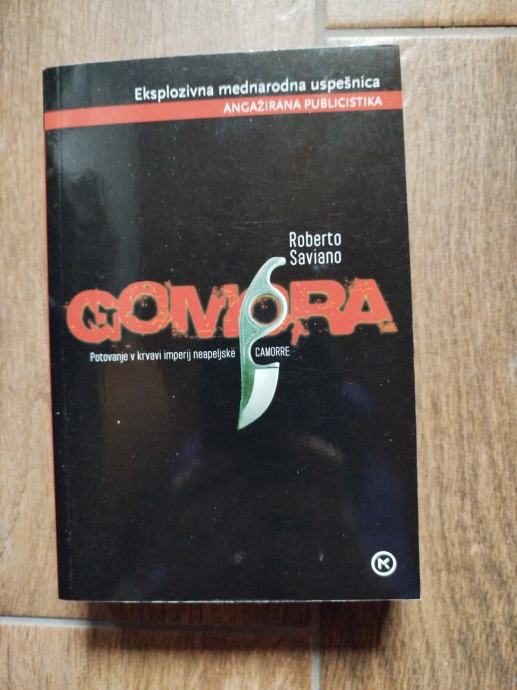 Eksplozivna mednarodna uspešnica
ANGAŽIRANA PUBLICISTIKA
Roberto
Saviano
GOMORA
Potovanje v krvavi imperij neapeljske CAMORRE